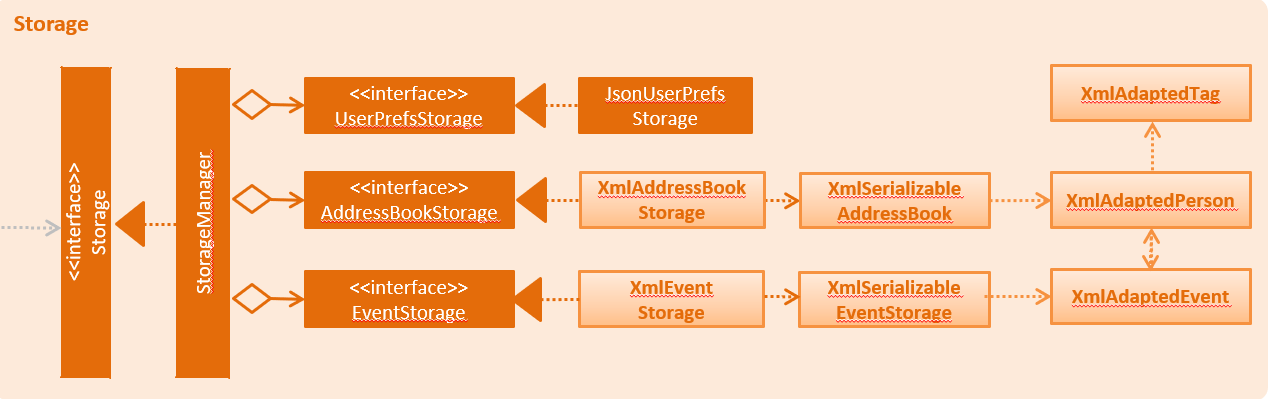 Storage
<<interface>>
Storage
StorageManager
<<interface>>
UserPrefsStorage
JsonUserPrefs
Storage
XmlAdaptedTag
<<interface>>
AddressBookStorage
XmlAddressBook
Storage
XmlSerializable
AddressBook
XmlAdaptedPerson
<<interface>>
EventStorage
XmlEvent
Storage
XmlSerializable
EventStorage
XmlAdaptedEvent